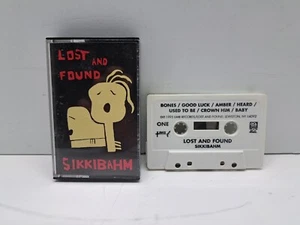 LOST AND
FOUND
SIKKIBAHM
BONES / GOOD LUCK / AMBER / HEARD /
USED TO BE / CROWN HIM / BABY
ONE
LOST AND FOUND
SIKKIBAHM